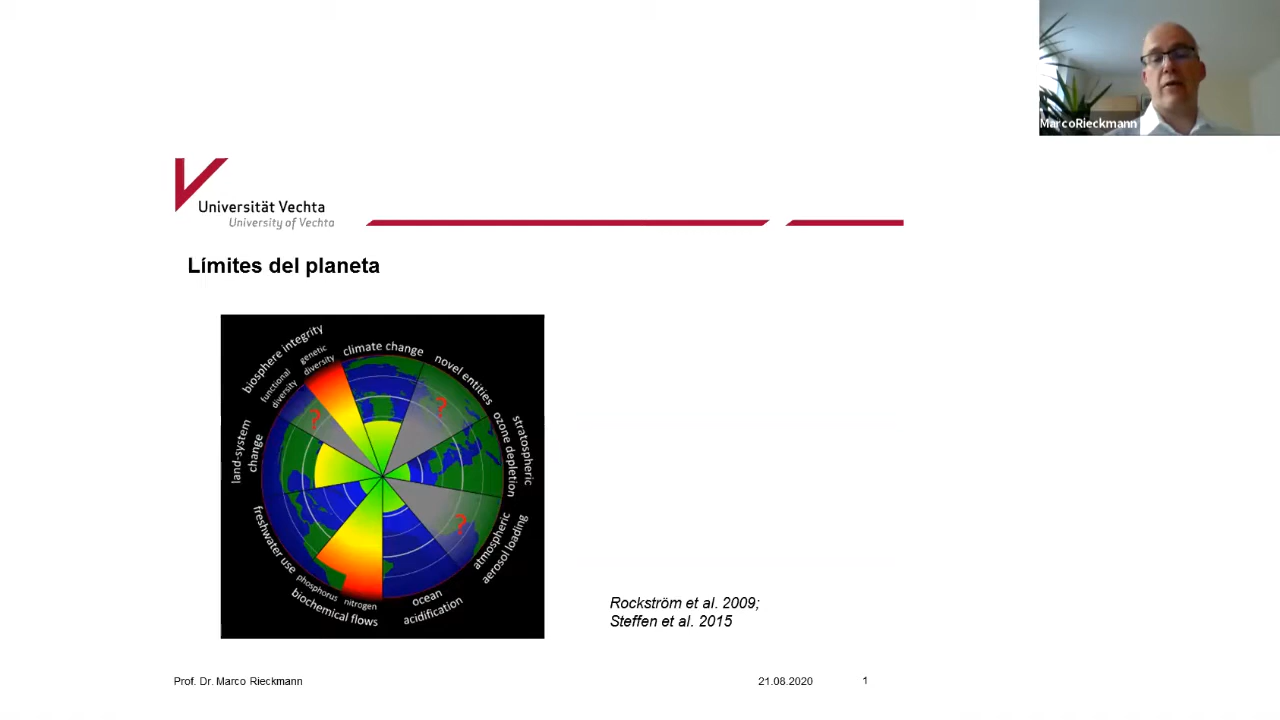 MarcoRieckmann
Universität Vechta
University of Vechta
Límites del planeta
biosphere integrity
genetic
diversity
functional
diversity
climate change
novel entities
stratospheric
ozone depletion
atmospheric
aerosol loading
ocean
acidification
phosphorus
nitrogen
biochemical flows
freshwater use
land-system
change
?
?
?
Rockström et al. 2009;
Steffen et al. 2015
Prof. Dr. Marco Rieckmann
21.08.2020
1